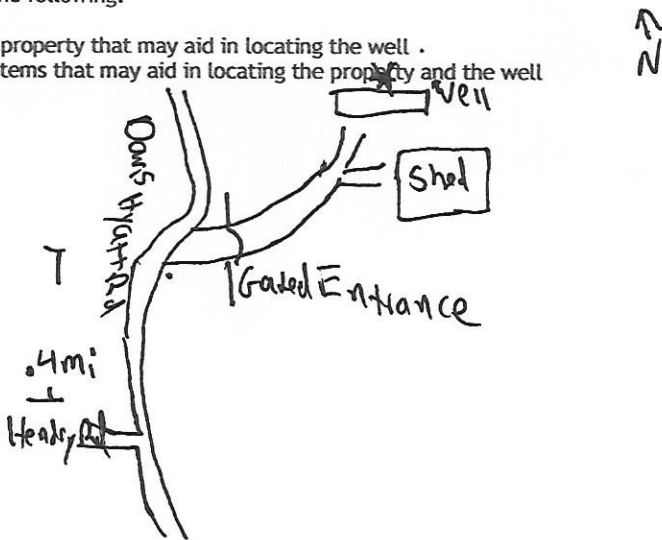 property that may aid in locating the well .
tems that may aid in locating the property and the well
N
Well
Shed
Gated Entrance
.4mi